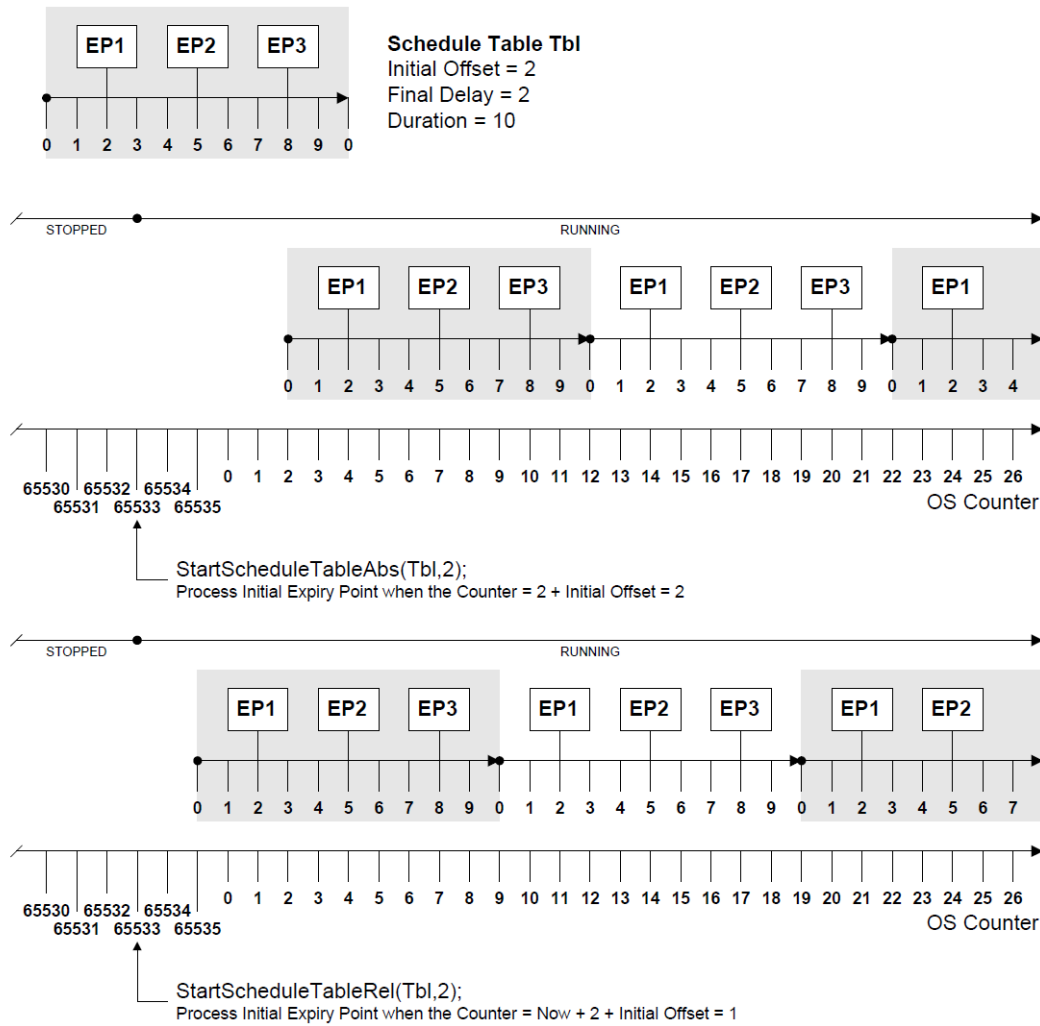 EP1 EP2 EP3
Schedule Table Tbl
Initial Offset = 2
Final Delay = 2
Duration = 10
0 1 2 3 4 5 6 7 8 9 0
STOPPED RUNNING
EP1 EP2 EP3 EP1 EP2 EP3 EP1
0 1 2 3 4 5 6 7 8 9 0 1 2 3 4 5 6 7 8 9 0 1 2 3 4
0 1 2 3 4 5 6 7 8 9 10 11 12 13 14 15 16 17 18 19 20 21 22 23 24 25 26
65530 65532 65534
65531 65533 65535
OS Counter
StartScheduleTableAbs(Tbl,2);
Process Initial Expiry Point when the Counter = 2 + Initial Offset = 2
STOPPED RUNNING
EP1 EP2 EP3 EP1 EP2 EP3 EP1 EP2
0 1 2 3 4 5 6 7 8 9 0 1 2 3 4 5 6 7 8 9 0 1 2 3 4 5 6 7
0 1 2 3 4 5 6 7 8 9 10 11 12 13 14 15 16 17 18 19 20 21 22 23 24 25 26
65530 65532 65534
65531 65533 65535
OS Counter
StartScheduleTableRel(Tbl,2);
Process Initial Expiry Point when the Counter = Now + 2 + Initial Offset = 1